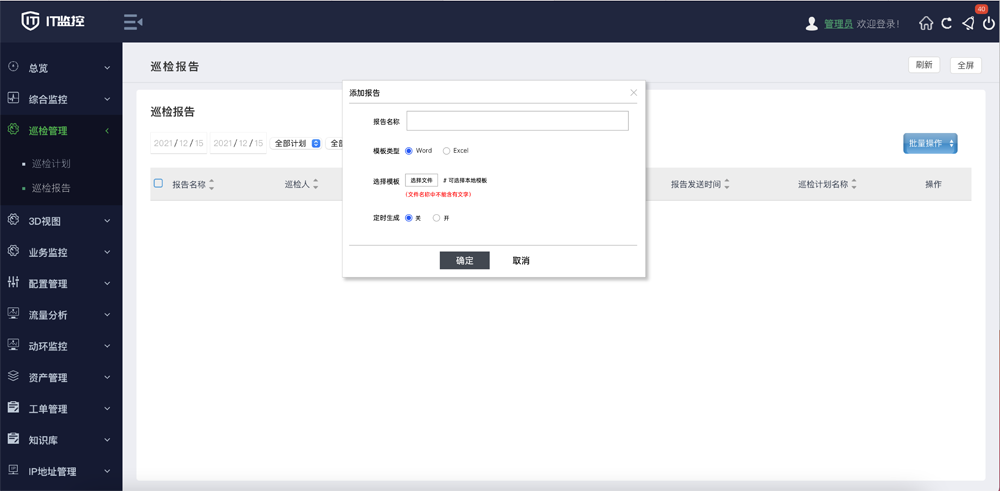 IT监控
管理员 欢迎登录！
40
总览
综合监控
巡检管理
巡检计划
巡检报告
3D视图
业务监控
配置管理
流量分析
动环监控
资产管理
工单管理
知识库
IP地址管理
巡检报告
刷新
全屏
巡检报告
2021/12/15
2021/12/15
全部计划
全部
批量操作
报告名称
巡检人
报告发送时间
巡检计划名称
操作
添加报告
报告名称
模板类型 Word Excel
选择模板 选择文件 # 可选择本地模板
(文件名称中不能含有文字)
定时生成 关 开
确定 取消